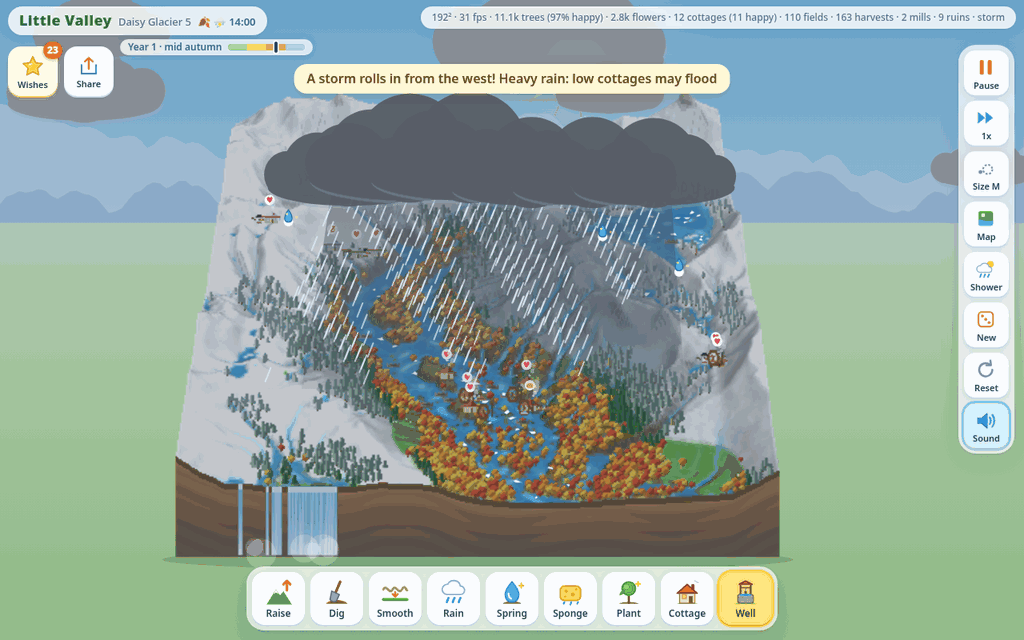 Little Valley Daisy Glacier 5 14:00
192² · 31 fps · 11.1k trees (97% happy) · 2.8k flowers · 12 cottages (11 happy) · 110 fields · 163 harvests · 2 mills · 9 ruins · storm
Year 1 · mid autumn
23
Wishes
Share
A storm rolls in from the west! Heavy rain: low cottages may flood
Pause
1x
Size M
Map
Shower
New
Reset
Sound
Raise
Dig
Smooth
Rain
Spring
Sponge
Plant
Cottage
Well